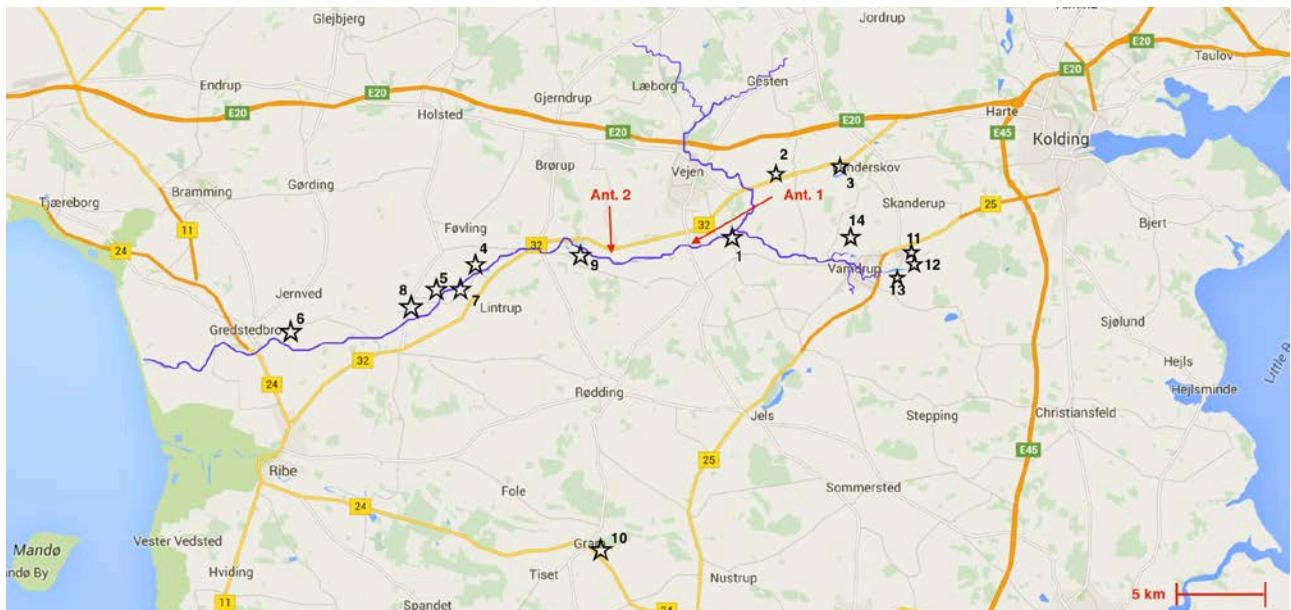 Glejbjerg
Jordrup
Taulov
E20
Endrup
E20
E20
Læborg
Gesten
Gjerndrup
E20
E20
Harte
Holsted
E45
Kolding
Brørup
Vejen
2
3
Bramming
Gørding
Tjæreborg
Ant. 2
Ant. 1
Skanderup
25
Bjert
11
32
14
Føvling
32
11
24
4
9
1
12
Vamdrup
13
Jernved
8
5
7
Lintrup
6
Gredstedbro
Sjølund
32
Hejls
24
Rødding
Hejlsminde
Jels
Stepping
Christiansfeld
E45
Ribe
25
Fole
Sommersted
24
10
Vester Vedsted
Mandø
Hviding
Tiset
Nustrup
11
Spandet
24
5 km